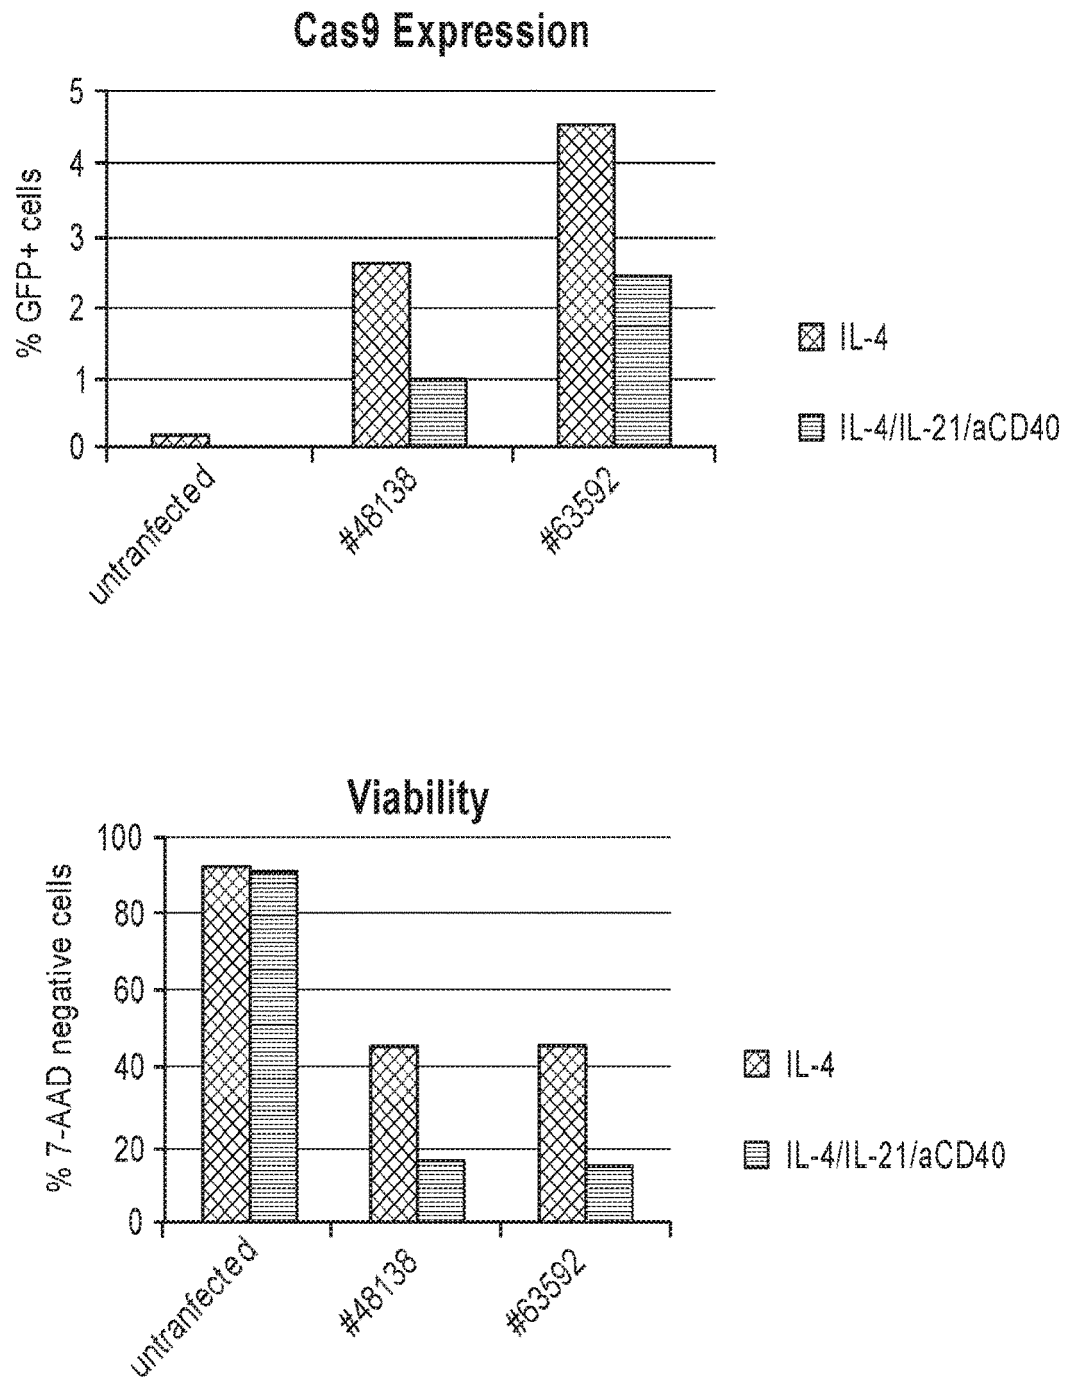 Cas9 Expression
% GFP+ cells
5
4
3
2
1
0
untranfected
#48138
#63592
IL-4
IL-4/IL-21/aCD40
Viability
% 7-AAD negative cells
100
80
60
40
20
0
untranfected
#48138
#63592
IL-4
IL-4/IL-21/aCD40